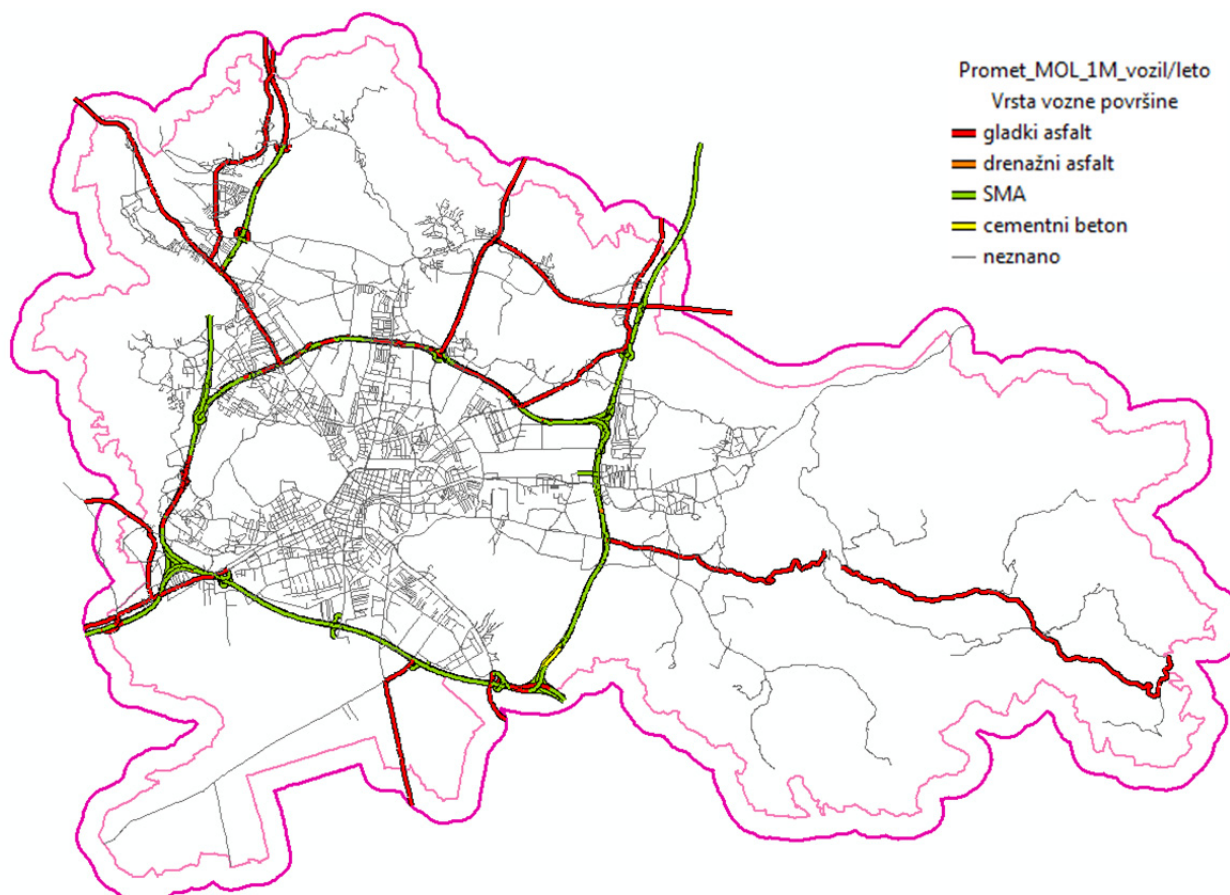 Promet_MOL_1M_vozil/leto
Vrsta vozne površine
gladki asfalt
drenažni asfalt
SMA
cementni beton
neznano